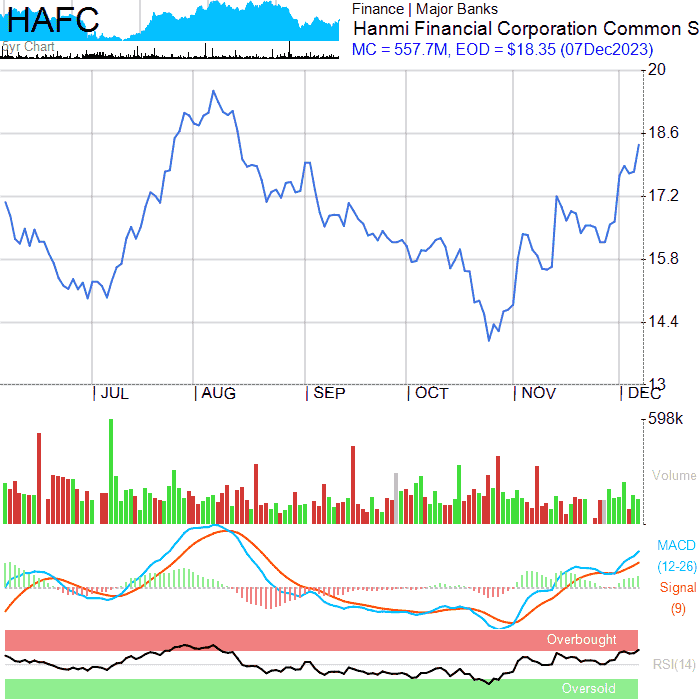 HAFC
5yr Chart
Finance | Major Banks
Hanmi Financial Corporation Common S
MC = 557.7M, EOD = $18.35 (07Dec2023)
20
18.6
17.2
15.8
14.4
13
JUL AUG SEP OCT NOV DEC
598k
Volume
MACD
(12-26)
Signal
(9)
Overbought
RSI(14)
Oversold